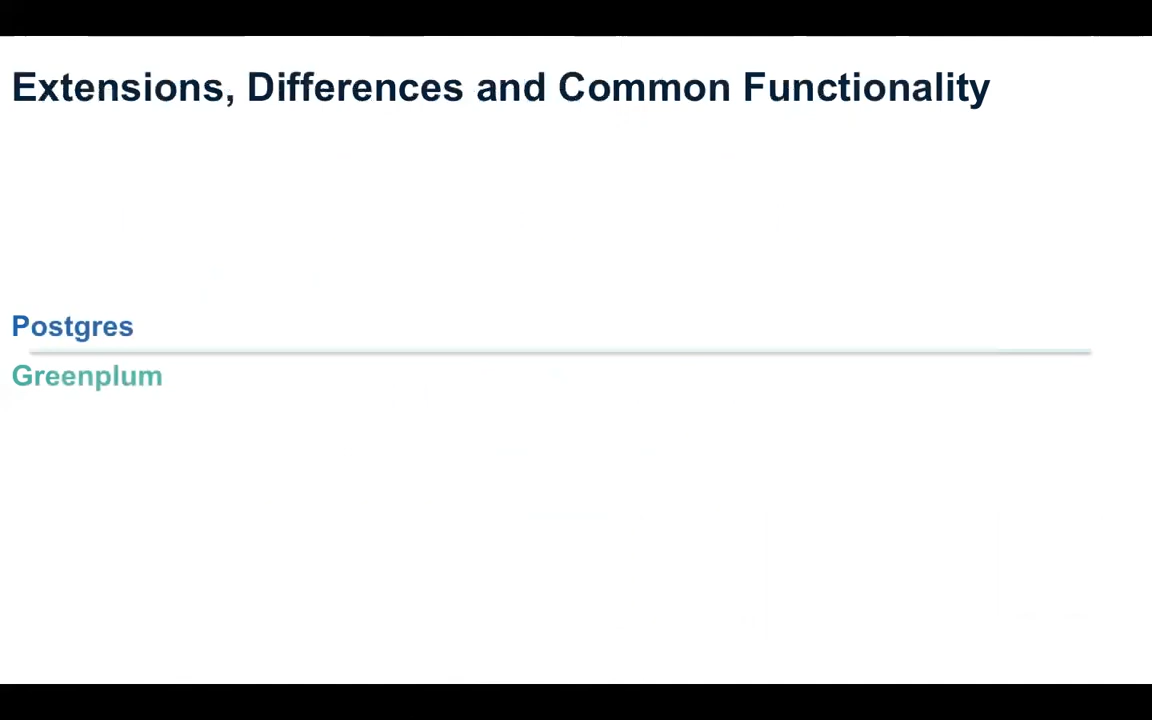 Extensions, Differences and Common Functionality
Postgres
Greenplum